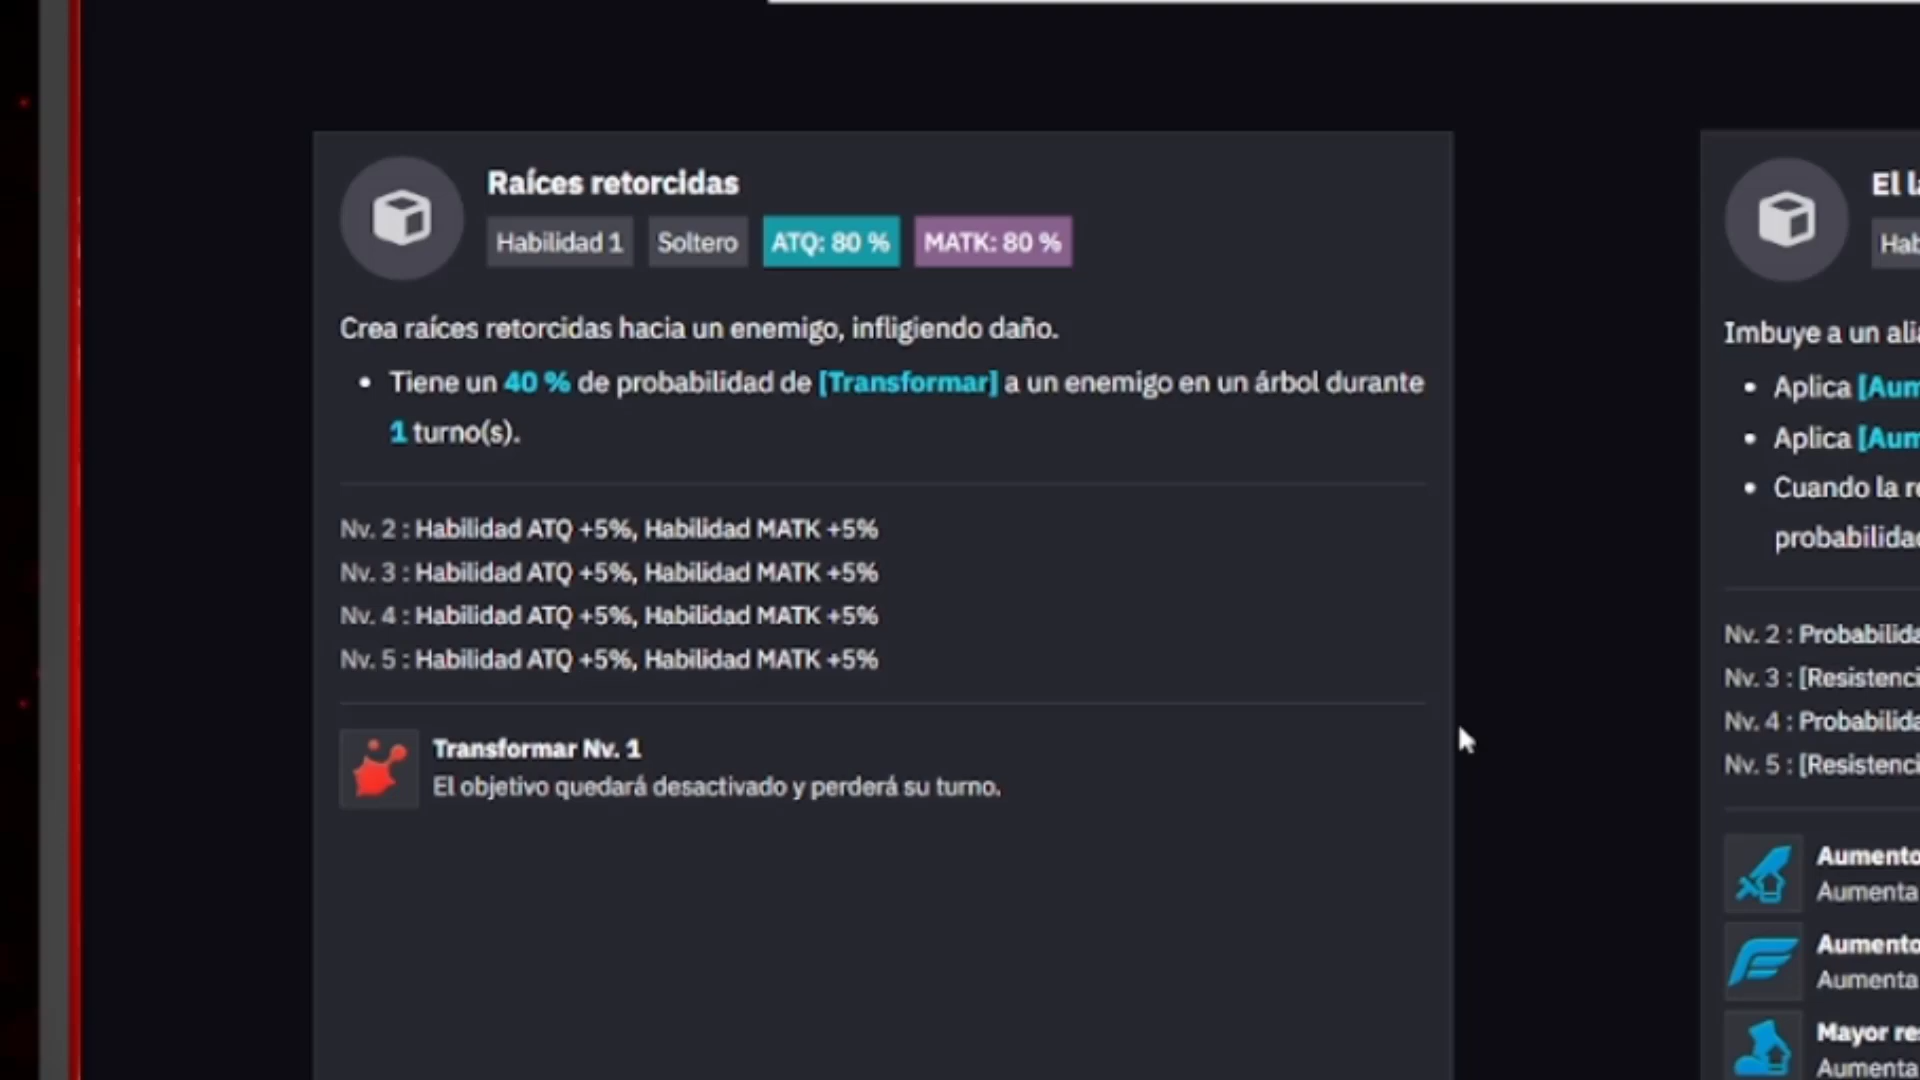 Raíces retorcidas
Habilidad 1
Soltero
ATQ: 80 %
MATK: 80 %
Crea raíces retorcidas hacia un enemigo, infligiendo daño.
• Tiene un 40 % de probabilidad de [Transformar] a un enemigo en un árbol durante
1 turno(s).
Nv. 2 : Habilidad ATQ +5%, Habilidad MATK +5%
Nv. 3 : Habilidad ATQ +5%, Habilidad MATK +5%
Nv. 4 : Habilidad ATQ +5%, Habilidad MATK +5%
Nv. 5 : Habilidad ATQ +5%, Habilidad MATK +5%
Transformar Nv. 1
El objetivo quedará desactivado y perderá su turno.
El
Imbuye a un
• Aplica
• Aplica
• Cuando la
Nv. 2 :
Nv. 3 :
Nv. 4 :
Nv. 5 :
Aumento
Aumenta
Aumento
Aumenta
Mayor
Aumenta